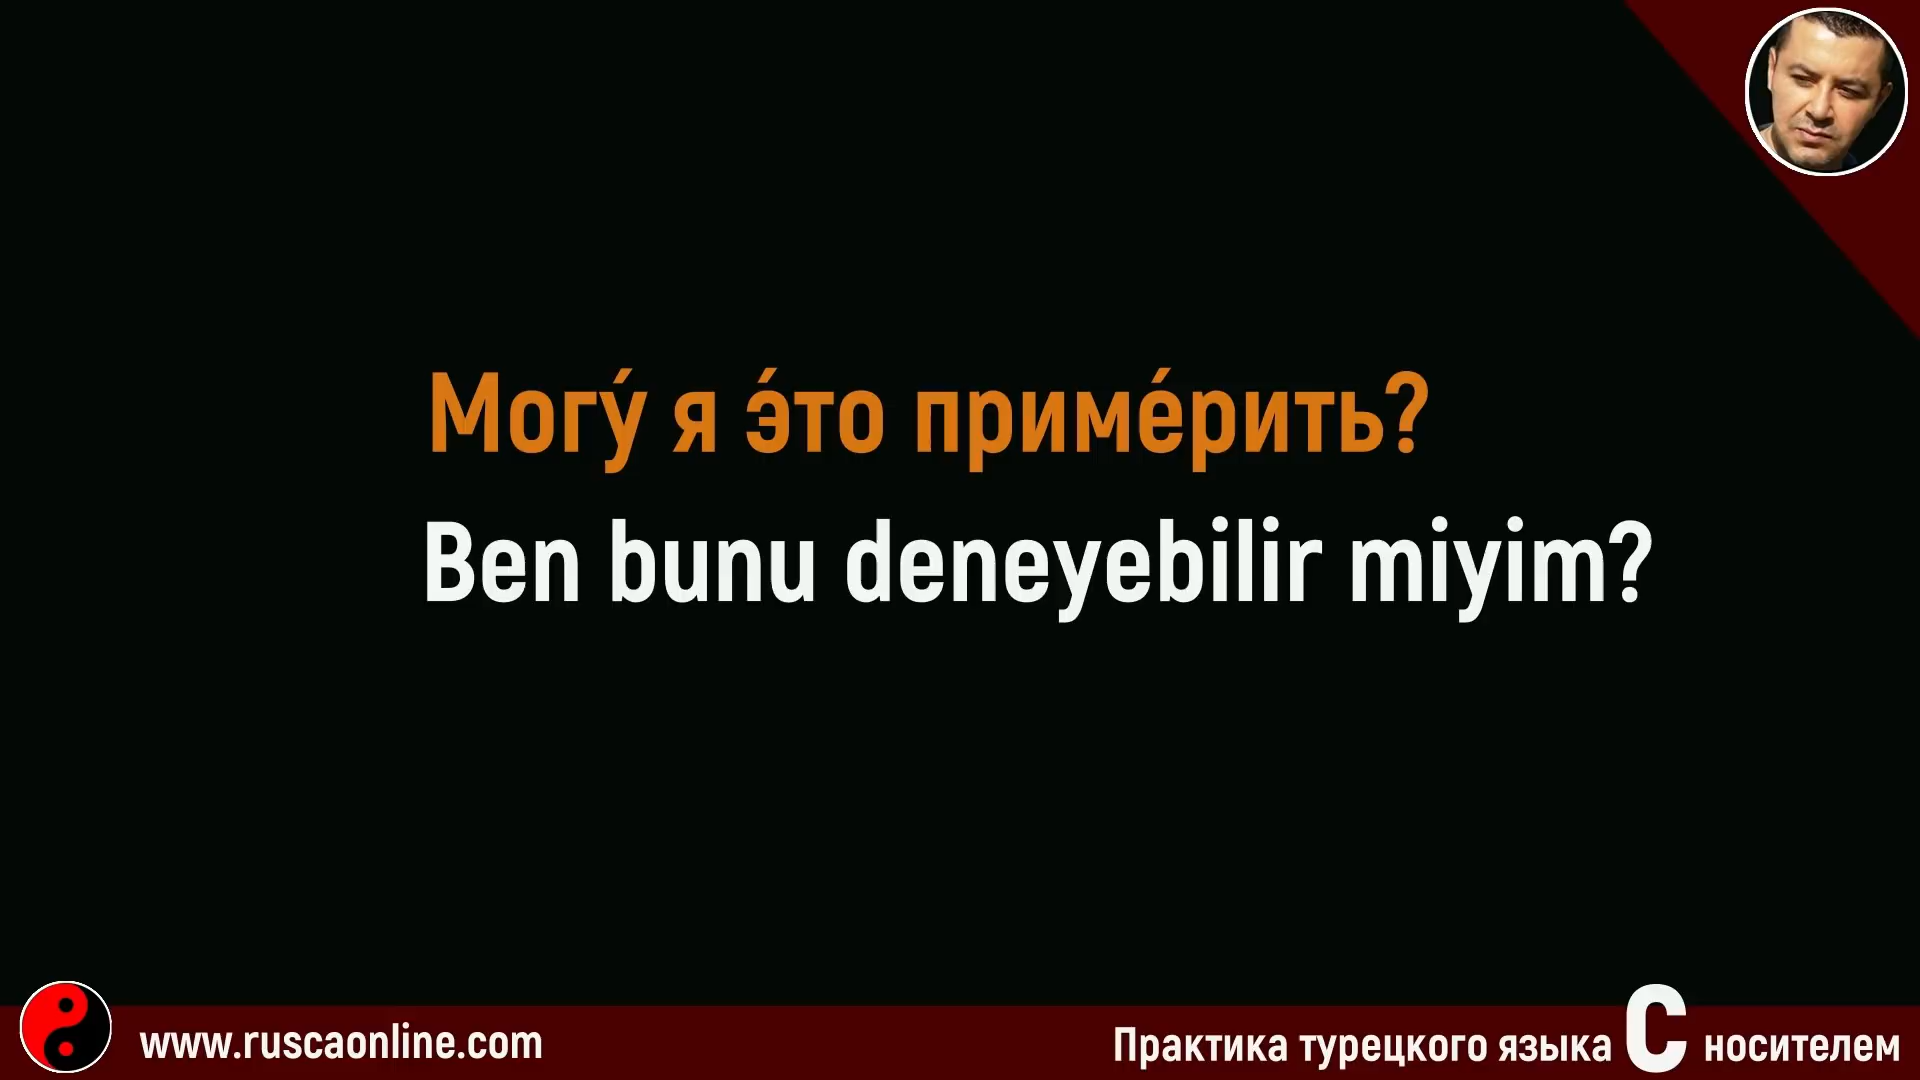 Могу́ я э́то приме́рить?
Ben bunu deneyebilir miyim?
www.ruscaonline.com
Практика турецкого языка С носителем